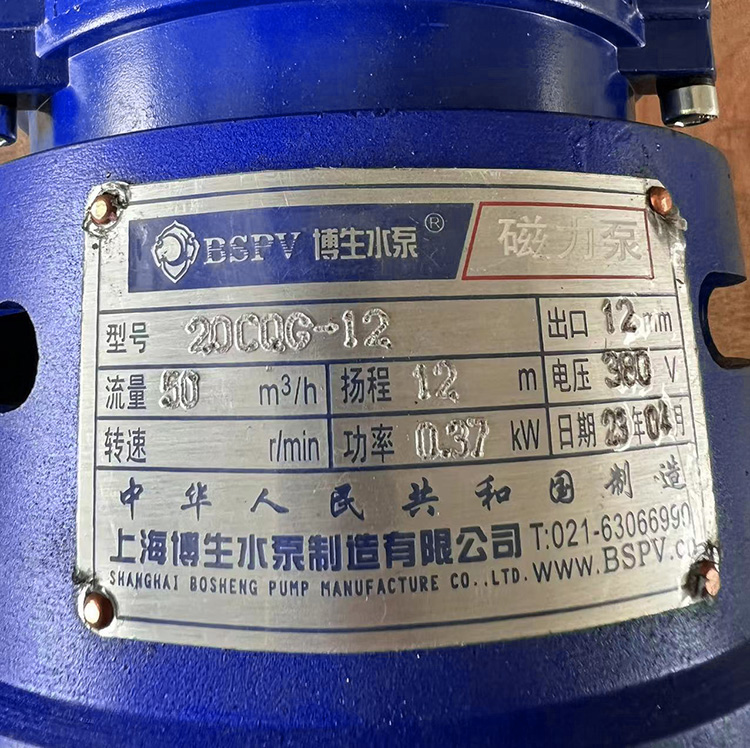 BSPV 博生水泵® 磁力泵
型号 20CQG-12 出口 12mm
流量 50 m³/h 扬程 12 m 电压 380 V
转速 r/min 功率 0.37 kW 日期 23年04月
中华人民共和国制造
上海博生水泵制造有限公司 T:021-63066999
SHANGHAI BOSHENG PUMP MANUFACTURE CO.,LTD. WWW.BSPV.c